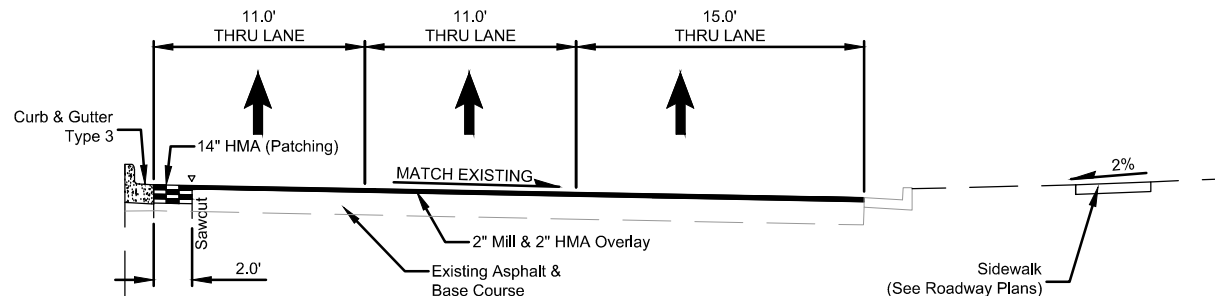 11.0'
THRU LANE
11.0'
THRU LANE
15.0'
THRU LANE
Curb & Gutter
Type 3
14" HMA (Patching)
MATCH EXISTING
2%
Sawcut
2" Mill & 2" HMA Overlay
2.0'
Existing Asphalt &
Base Course
Sidewalk
(See Roadway Plans)